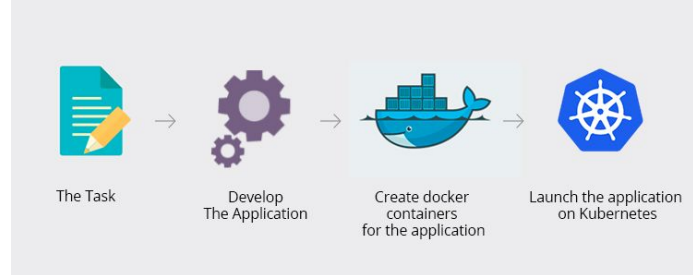 The Task
Develop
The Application
Create docker
containers
for the application
Launch the application
on Kubernetes